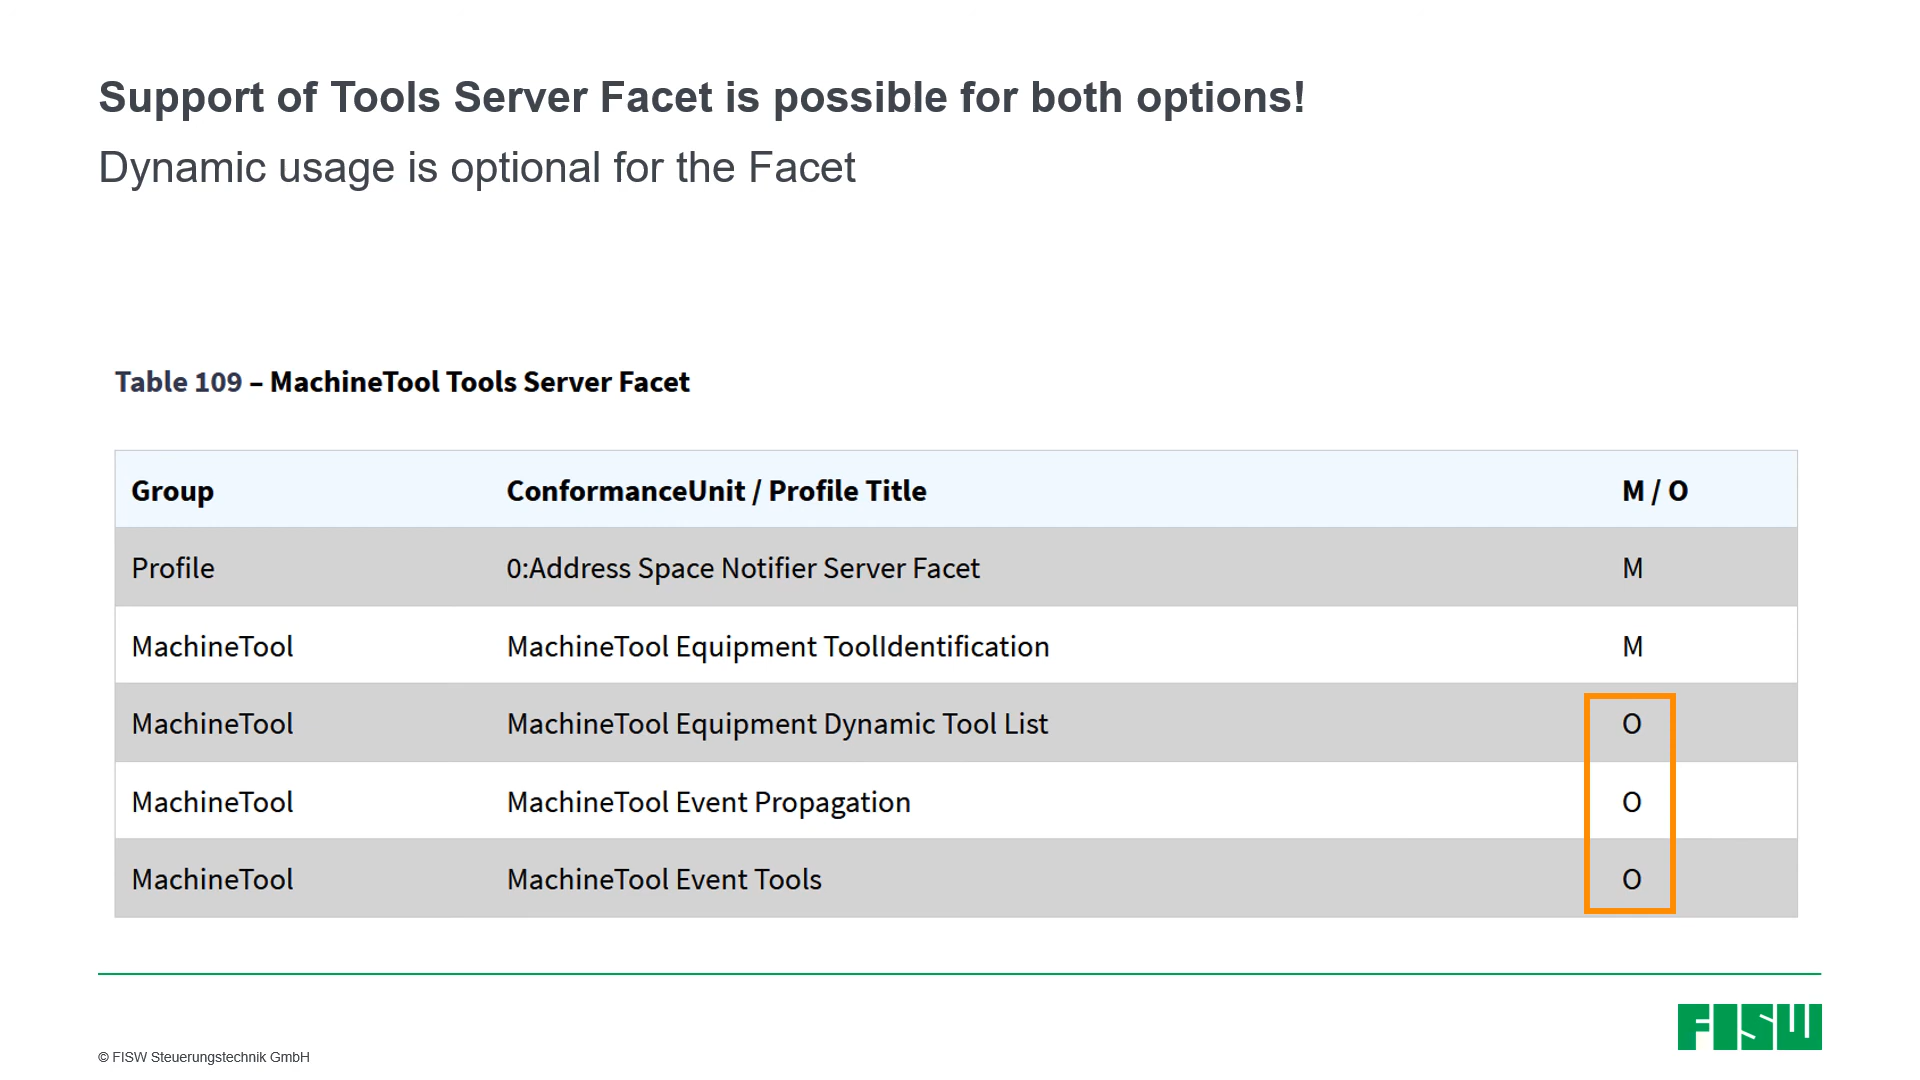 Support of Tools Server Facet is possible for both options!
Dynamic usage is optional for the Facet
Table 109 – MachineTool Tools Server Facet
Group ConformanceUnit / Profile Title M / O
Profile 0:Address Space Notifier Server Facet M
MachineTool MachineTool Equipment ToolIdentification M
MachineTool MachineTool Equipment Dynamic Tool List O
MachineTool MachineTool Event Propagation O
MachineTool MachineTool Event Tools O
© FISW Steuerungstechnik GmbH
FISW